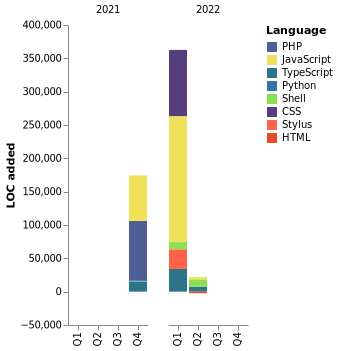 2021
2022
LOC added
400,000
350,000
300,000
250,000
200,000
150,000
100,000
50,000
0
−50,000
Q1
Q2
Q3
Q4
Q1
Q2
Q3
Q4
Language
PHP
JavaScript
TypeScript
Python
Shell
CSS
Stylus
HTML